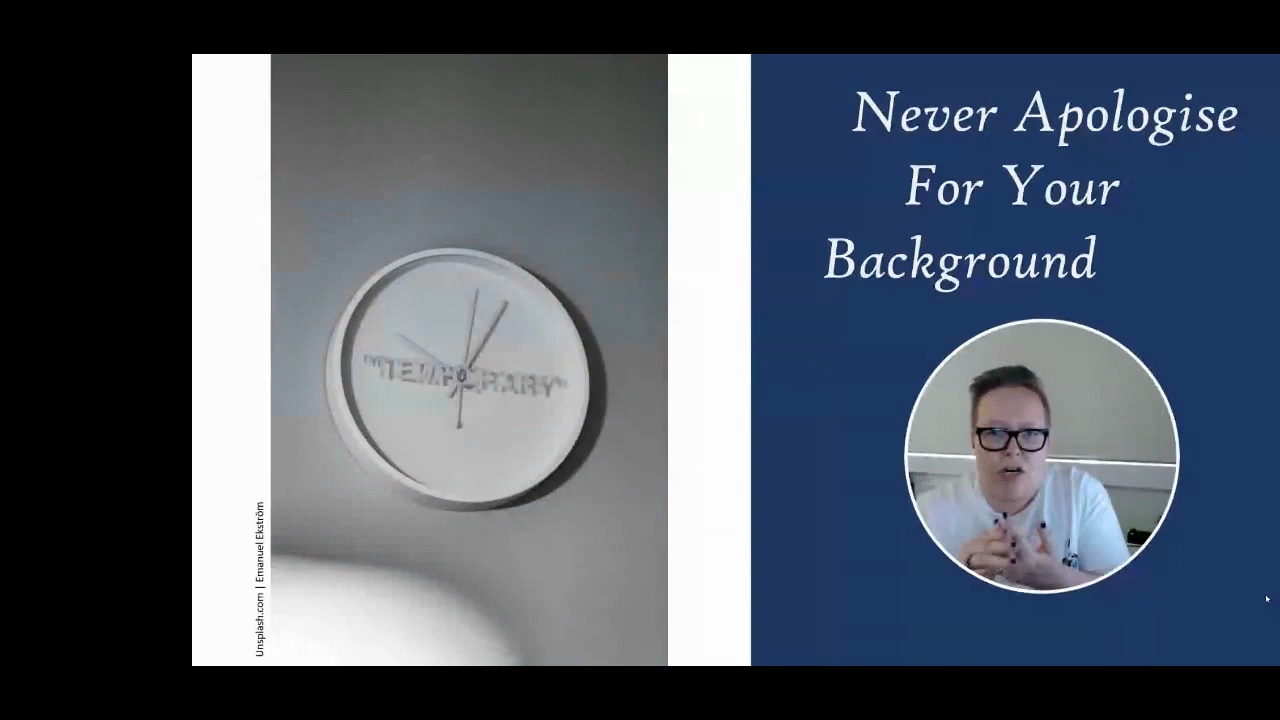 Never Apologise
For Your
Background
"TEMPORARY"
Unsplash.com | Emanuel Ekström